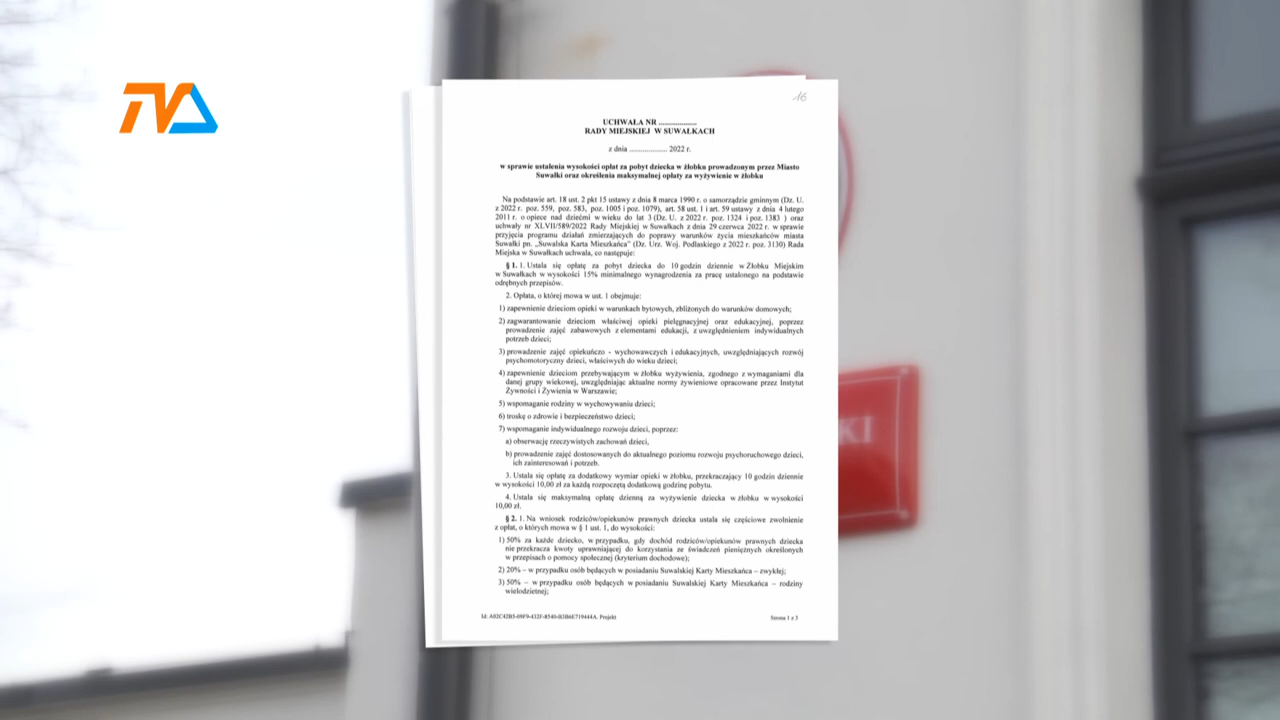 TVA
16
UCHWAŁA NR ....................
RADY MIEJSKIEJ W SUWAŁKACH
z dnia .................... 2022 r.
w sprawie ustalenia wysokości opłat za pobyt dziecka w żłobku prowadzonym przez Miasto
Suwałki oraz określenia maksymalnej opłaty za wyżywienie w żłobku
Na podstawie art. 18 ust. 2 pkt 15 ustawy z dnia 8 marca 1990 r. o samorządzie gminnym (Dz. U.
z 2022 r. poz. 559, poz. 583, poz. 1005 i poz. 1079), art. 58 ust. 1 i art. 59 ustawy z dnia 4 lutego
2011 r. o opiece nad dziećmi w wieku do lat 3 (Dz. U. z 2022 r. poz. 1324 i poz. 1383 ) oraz
uchwały nr XLVII/589/2022 Rady Miejskiej w Suwałkach z dnia 29 czerwca 2022 r. w sprawie
przyjęcia programu działań zmierzających do poprawy warunków życia mieszkańców miasta
Suwałki pn. „Suwalska Karta Mieszkańca" (Dz. Urz. Woj. Podlaskiego z 2022 r. poz. 3130) Rada
Miejska w Suwałkach uchwala, co następuje:
§ 1. 1. Ustala się opłatę za pobyt dziecka do 10 godzin dziennie w Żłobku Miejskim
w Suwałkach w wysokości 15% minimalnego wynagrodzenia za pracę ustalonego na podstawie
odrębnych przepisów.
2. Opłata, o której mowa w ust. 1 obejmuje:
1) zapewnienie dzieciom opieki w warunkach bytowych, zbliżonych do warunków domowych;
2) zagwarantowanie dzieciom właściwej opieki pielęgnacyjnej oraz edukacyjnej, poprzez
prowadzenie zajęć zabawowych z elementami edukacji, z uwzględnieniem indywidualnych
potrzeb dzieci;
3) prowadzenie zajęć opiekuńczo - wychowawczych i edukacyjnych, uwzględniających rozwój
psychomotoryczny dzieci, właściwych do wieku dzieci;
4) zapewnienie dzieciom przebywającym w żłobku wyżywienia, zgodnego z wymaganiami dla
danej grupy wiekowej, uwzględniając aktualne normy żywieniowe opracowane przez Instytut
Żywności i Żywienia w Warszawie;
5) wspomaganie rodziny w wychowywaniu dzieci;
6) troskę o zdrowie i bezpieczeństwo dzieci;
7) wspomaganie indywidualnego rozwoju dzieci, poprzez:
a) obserwację rzeczywistych zachowań dzieci,
b) prowadzenie zajęć dostosowanych do aktualnego poziomu rozwoju psychoruchowego dzieci,
ich zainteresowań i potrzeb.
3. Ustala się opłatę za dodatkowy wymiar opieki w żłobku, przekraczający 10 godzin dziennie
w wysokości 10,00 zł za każdą rozpoczętą dodatkową godzinę pobytu.
4. Ustala się maksymalną opłatę dzienną za wyżywienie dziecka w żłobku w wysokości
10,00 zł.
§ 2. 1. Na wniosek rodziców/opiekunów prawnych dziecka ustala się częściowe zwolnienie
z opłat, o których mowa w § 1 ust. 1, do wysokości:
1) 50% za każde dziecko, w przypadku, gdy dochód rodziców/opiekunów prawnych dziecka
nie przekracza kwoty uprawniającej do korzystania ze świadczeń pieniężnych określonych
w przepisach o pomocy społecznej (kryterium dochodowe);
2) 20% – w przypadku osób będących w posiadaniu Suwalskiej Karty Mieszkańca – zwykłej;
3) 50% – w przypadku osób będących w posiadaniu Suwalskiej Karty Mieszkańca – rodziny
wielodzietnej;
Strona 1 z 3
KI